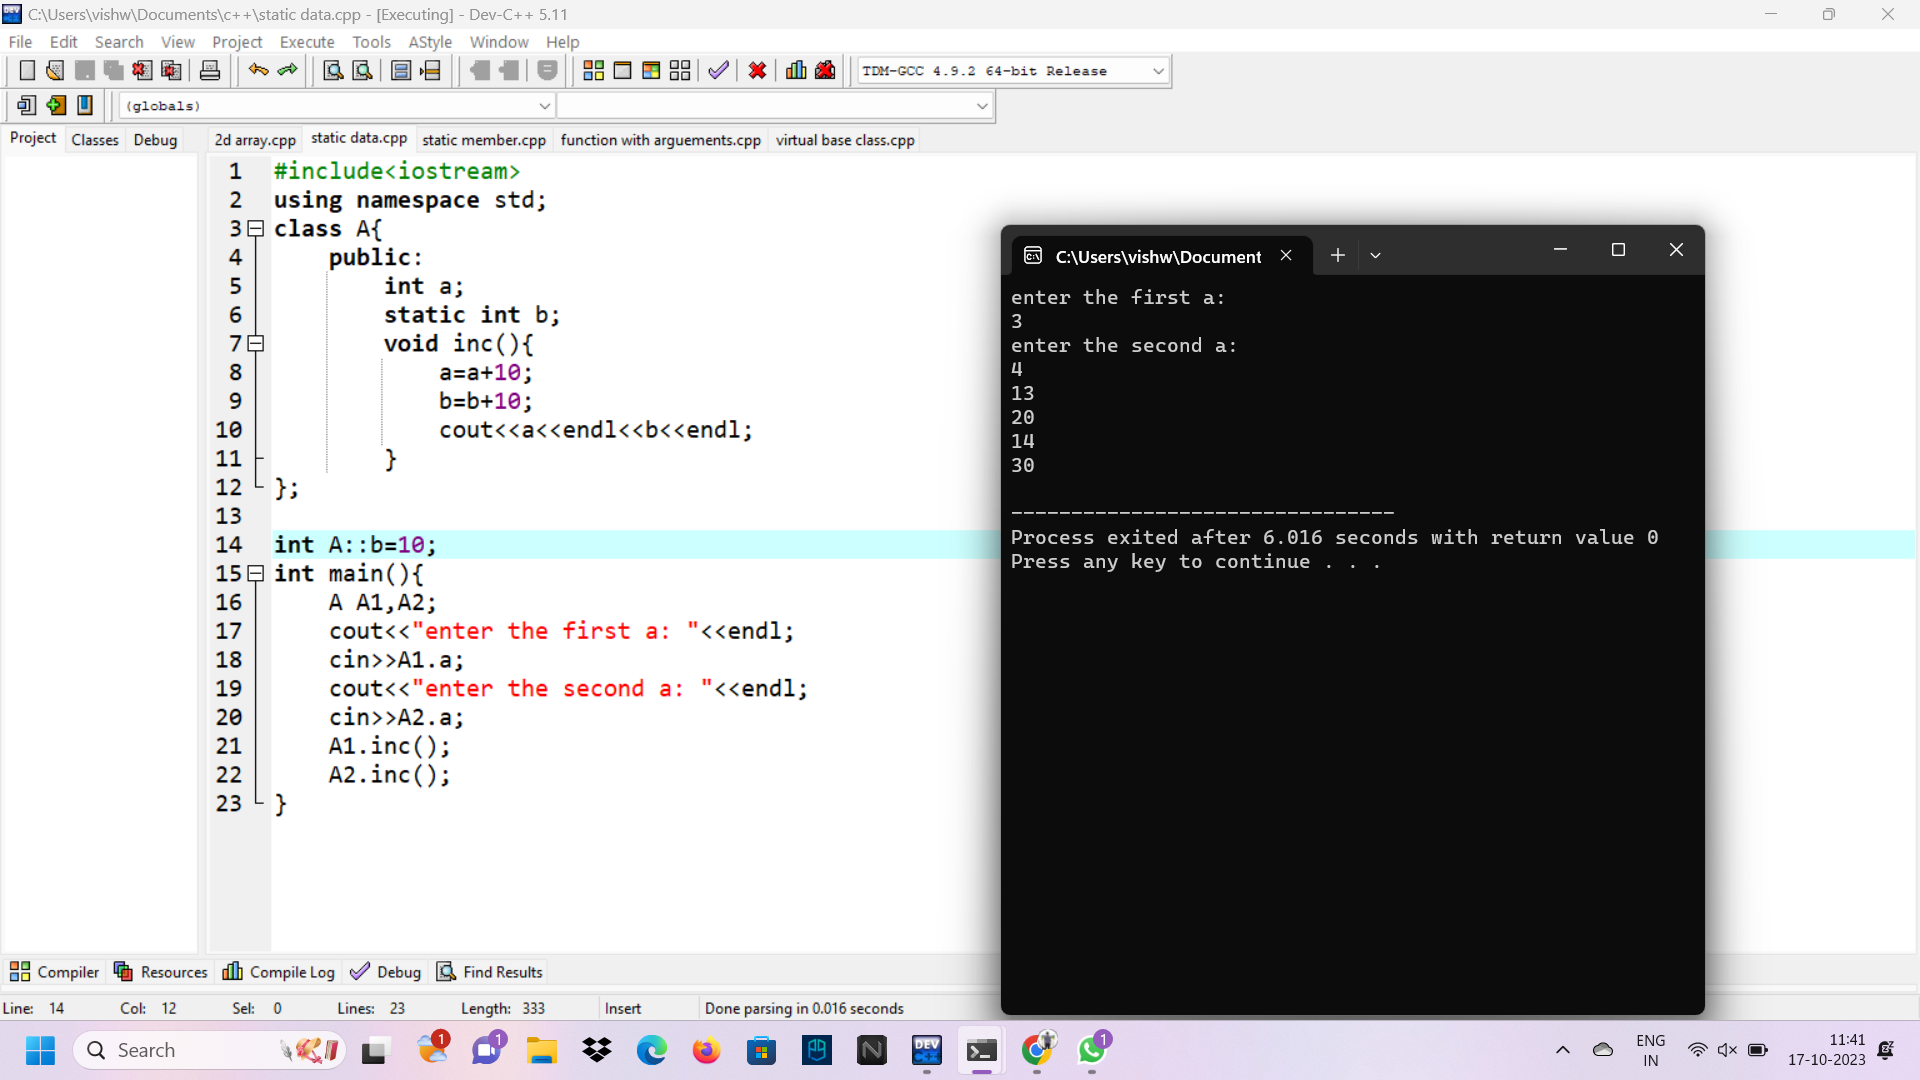 C:\Users\vishw\Documents\c++\static data.cpp - [Executing] - Dev-C++ 5.11
File Edit Search View Project Execute Tools AStyle Window Help
TDM-GCC 4.9.2 64-bit Release
(globals)
Project Classes Debug
2d array.cpp static data.cpp static member.cpp function with arguements.cpp virtual base class.cpp
1 #include<iostream>
2 using namespace std;
3 class A{
4 public:
5 int a;
6 static int b;
7 void inc(){
8 a=a+10;
9 b=b+10;
10 cout<<a<<endl<<b<<endl;
11 }
12 };
13
14 int A::b=10;
15 int main(){
16 A A1,A2;
17 cout<<"enter the first a: "<<endl;
18 cin>>A1.a;
19 cout<<"enter the second a: "<<endl;
20 cin>>A2.a;
21 A1.inc();
22 A2.inc();
23 }
C:\Users\vishw\Document
enter the first a:
3
enter the second a:
4
13
20
14
30
--------------------------------
Process exited after 6.016 seconds with return value 0
Press any key to continue . . .
Compiler Resources Compile Log Debug Find Results
Line: 14 Col: 12 Sel: 0 Lines: 23 Length: 333 Insert Done parsing in 0.016 seconds
Search
1
1
DEV
C++
1
ENG
IN
11:41
17-10-2023